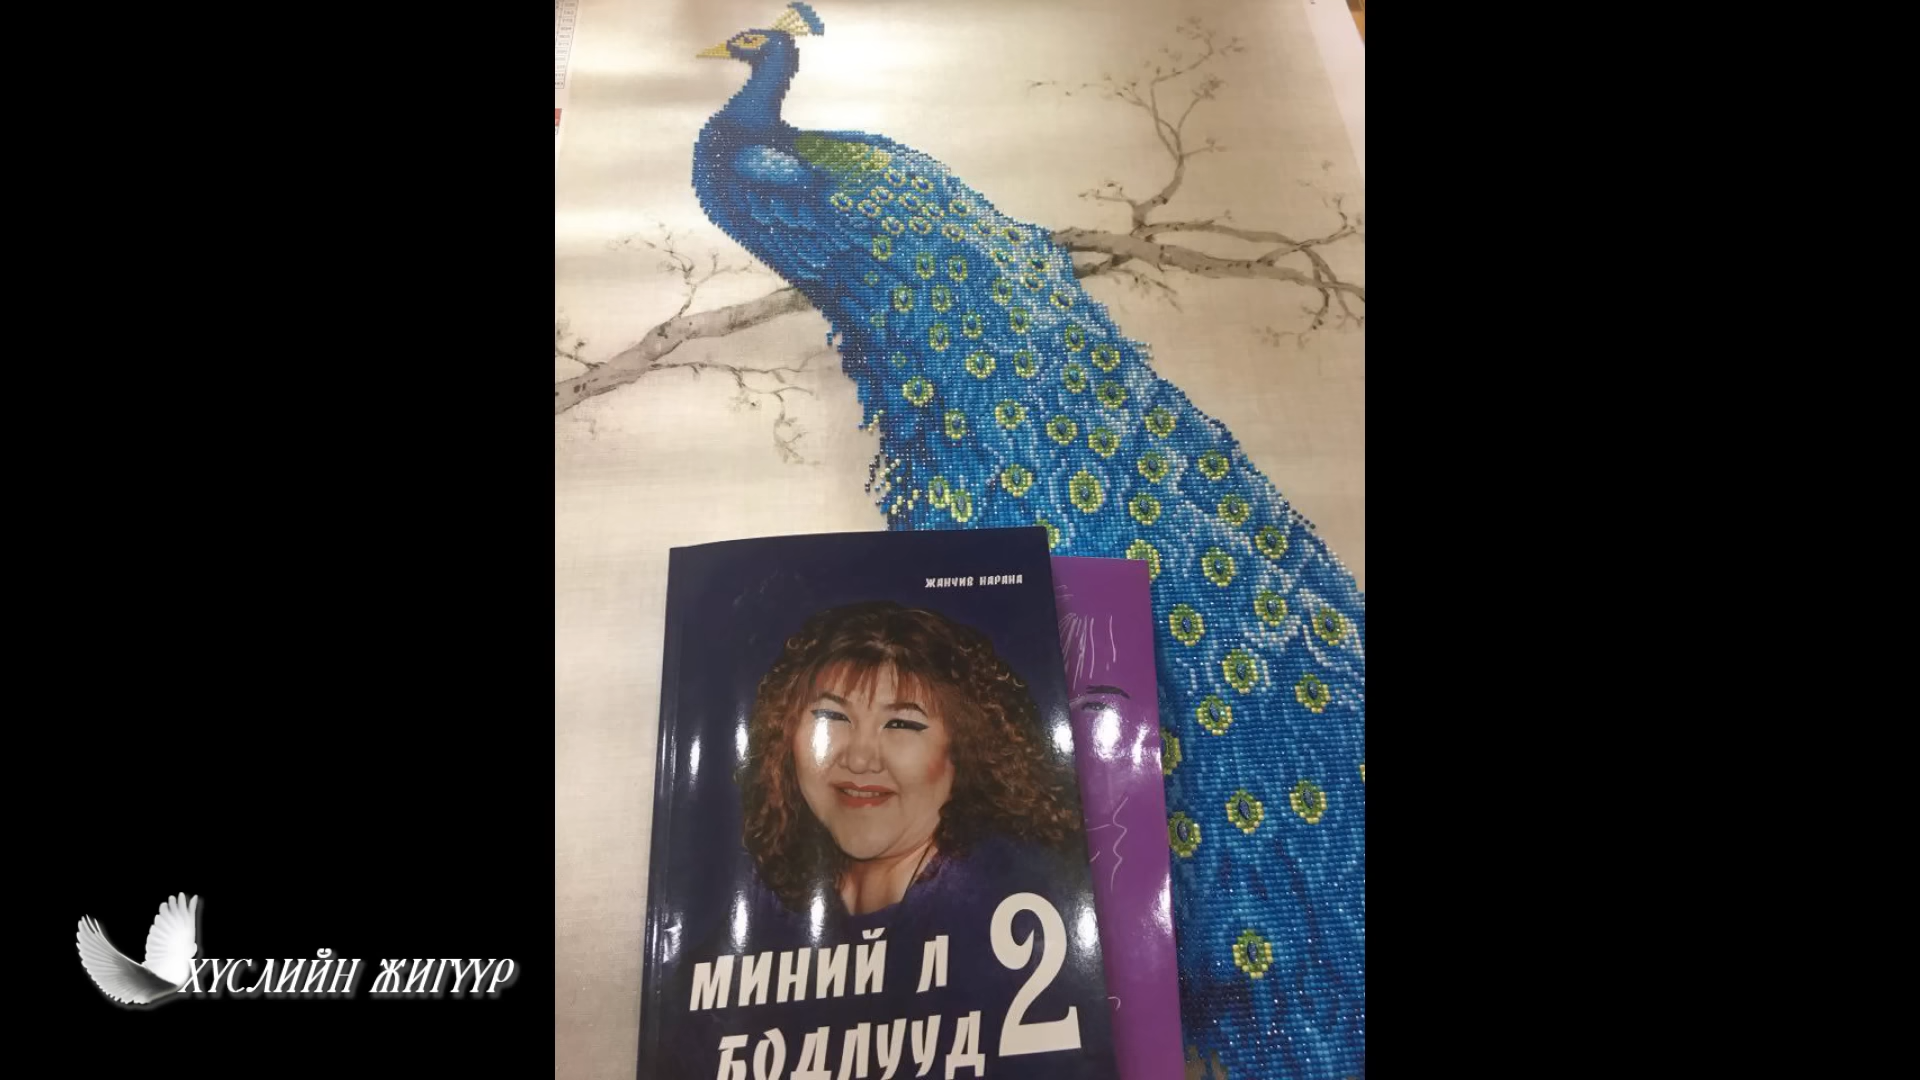 ЖАНЧИВ НАРАНА
МИНИЙ Л
БОДЛУУД
2
ХҮСЛИЙН ЖИГҮҮР